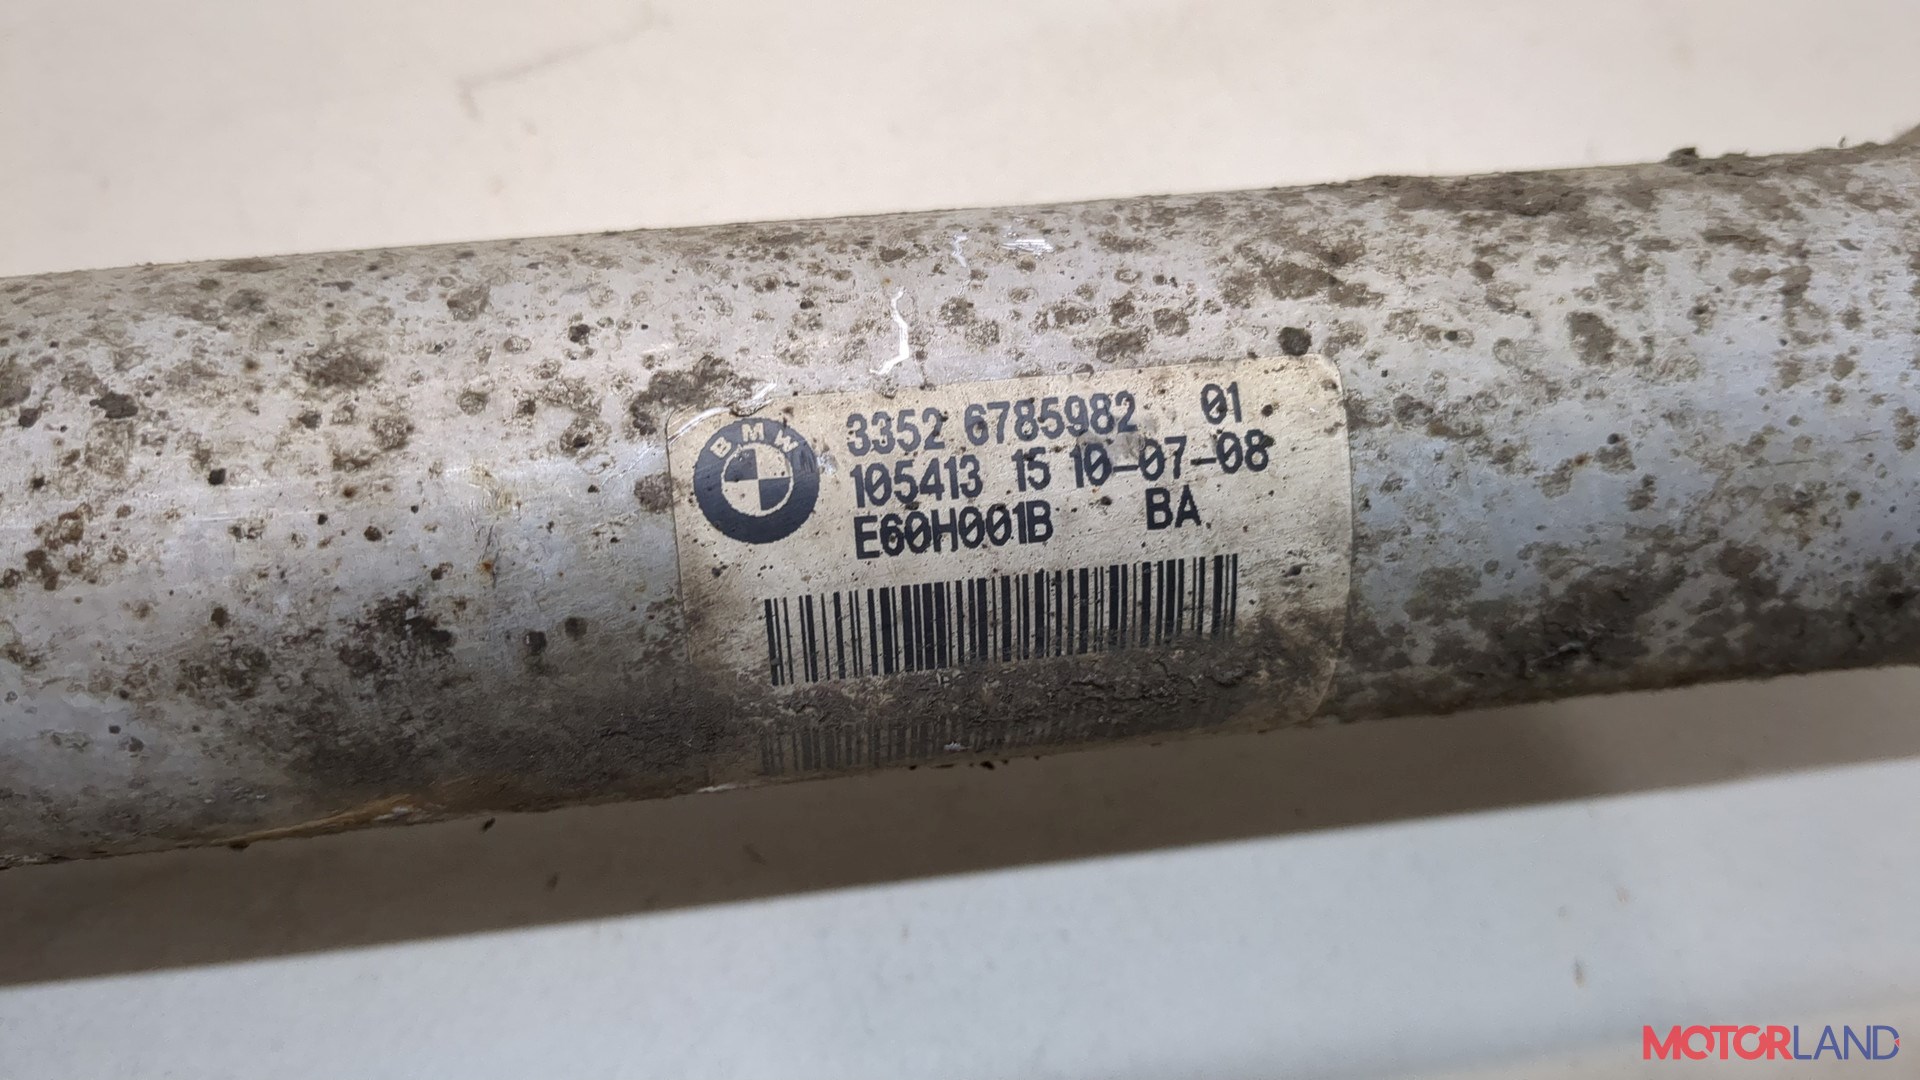 BMW
3352 6785982 01
105413 15 10-07-08
E60H001B BA
MOTORLAND